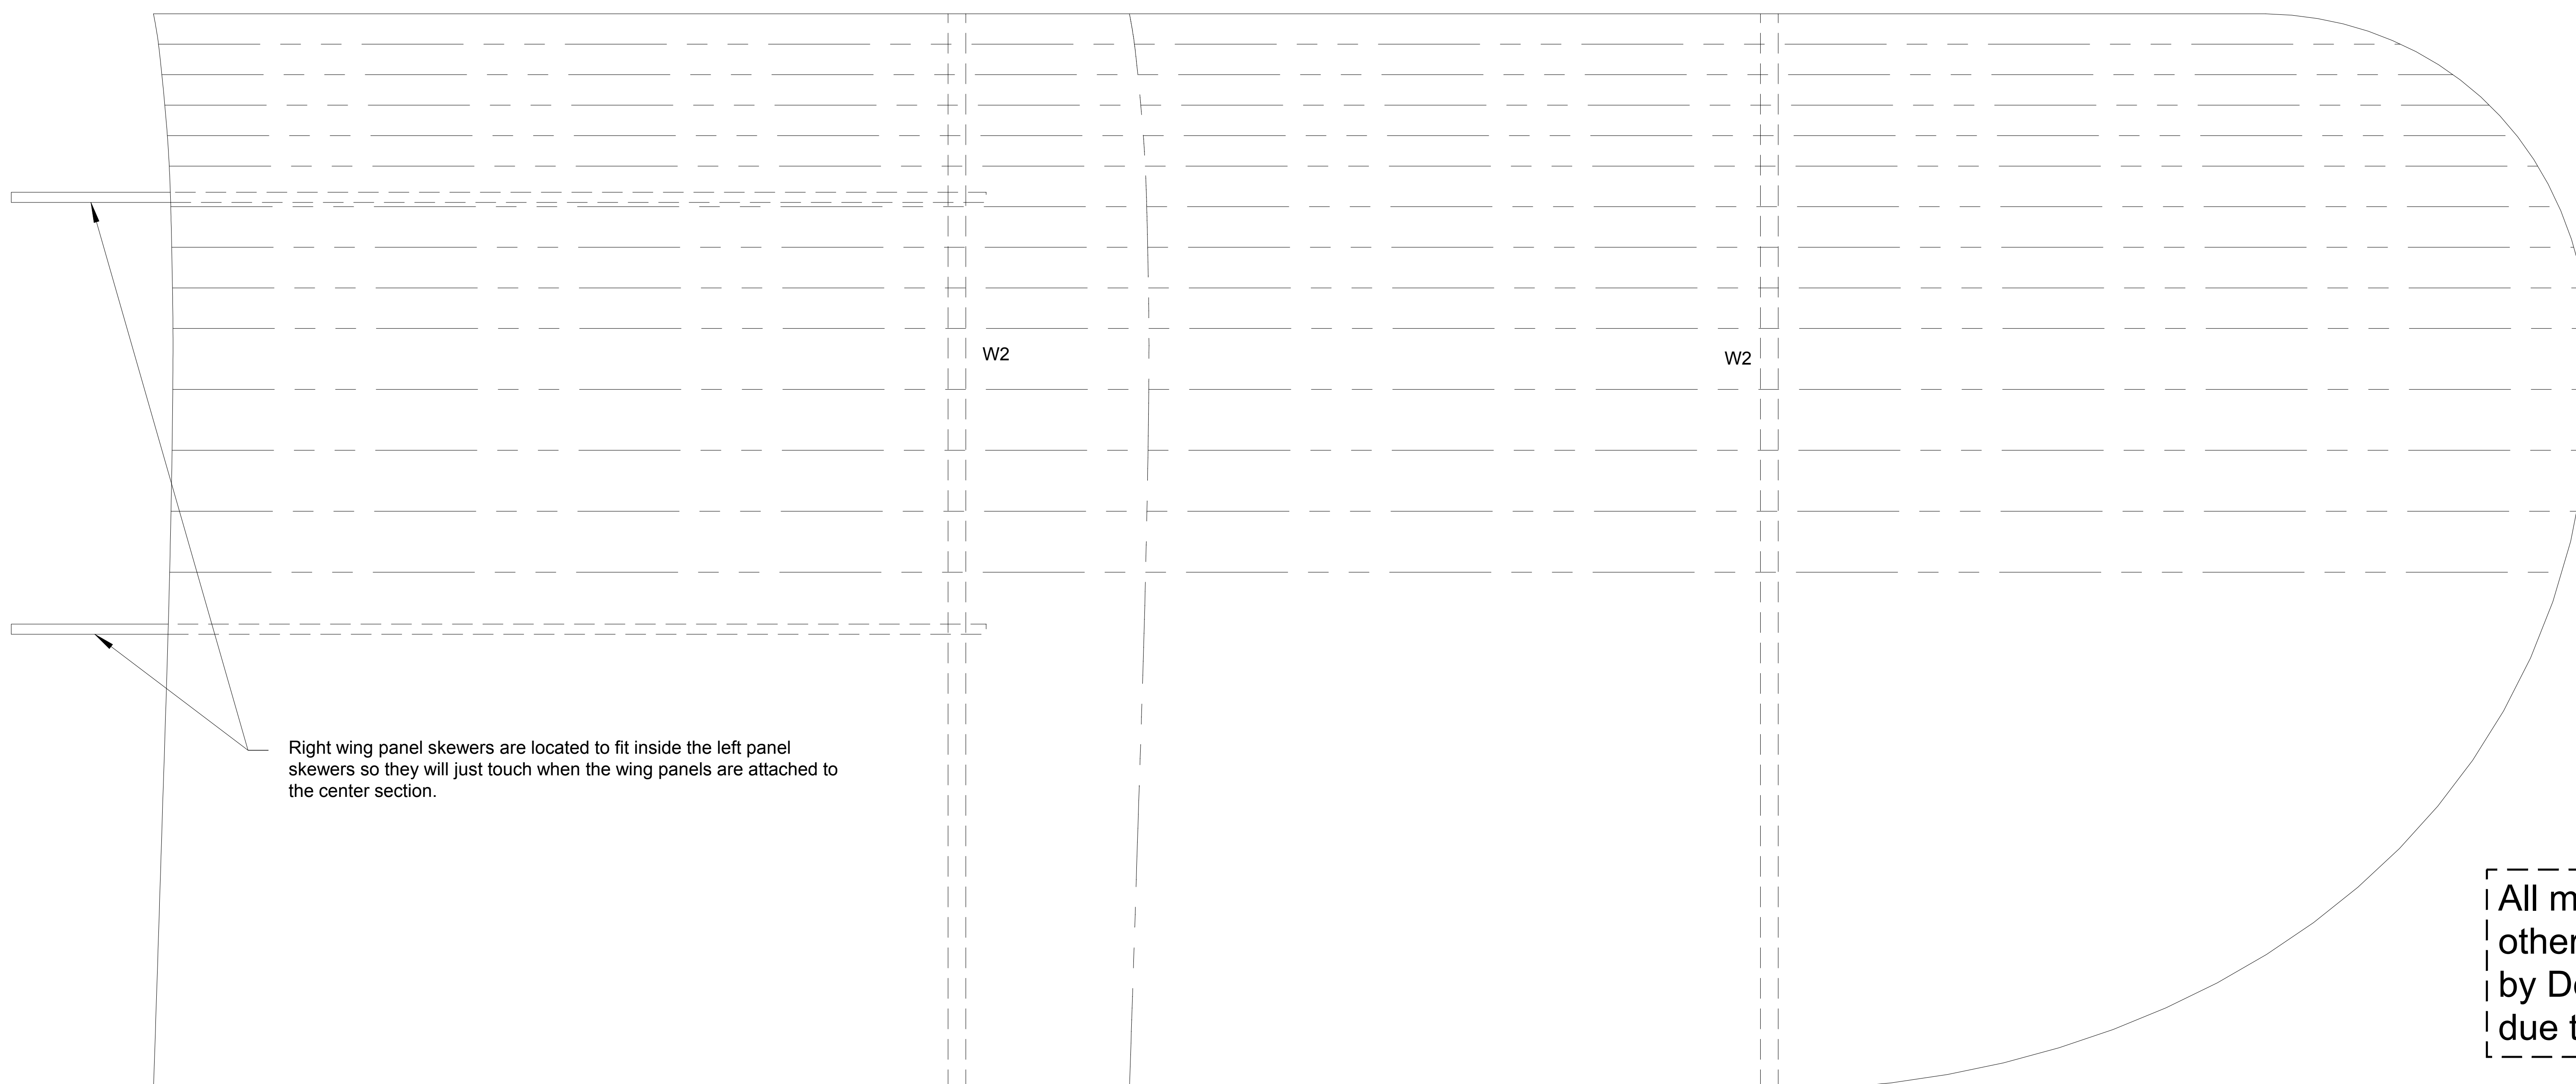 W2
W2
Right wing panel skewers are located to fit inside the left panel
skewers so they will just touch when the wing panels are attached to
the center section.
All
other
by
due